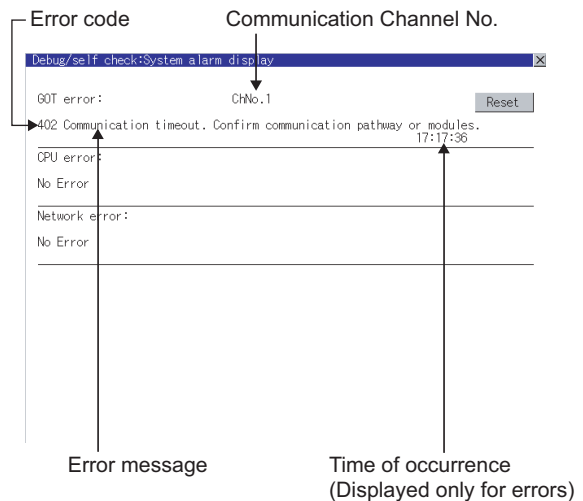 Error code
Communication Channel No.
Debug/self check:System alarm display
GOT error:
ChNo.1
Reset
402 Communication timeout. Confirm communication pathway or modules.
17:17:36
CPU error:
No Error
Network error:
No Error
Error message
Time of occurrence
(Displayed only for errors)